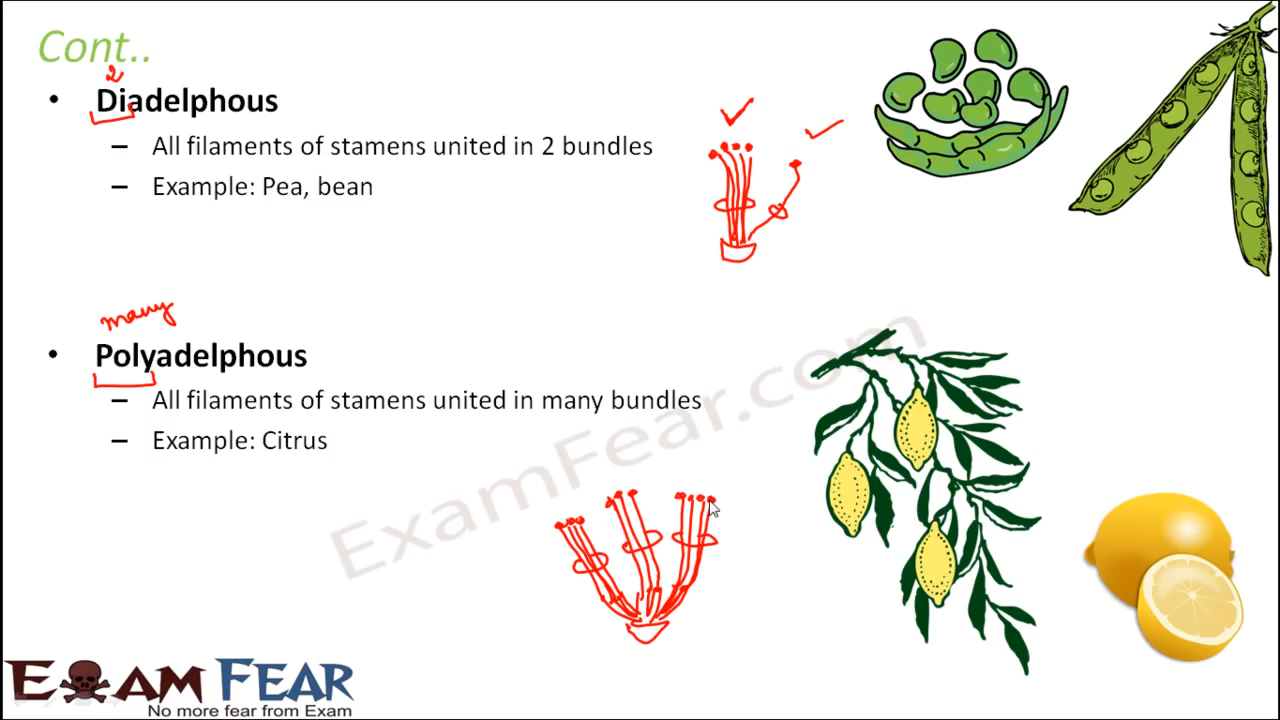 Cont..
2
• Diadelphous
– All filaments of stamens united in 2 bundles
– Example: Pea, bean
many
• Polyadelphous
– All filaments of stamens united in many bundles
– Example: Citrus
ExamFear.com
EXAM FEAR
No more fear from Exam